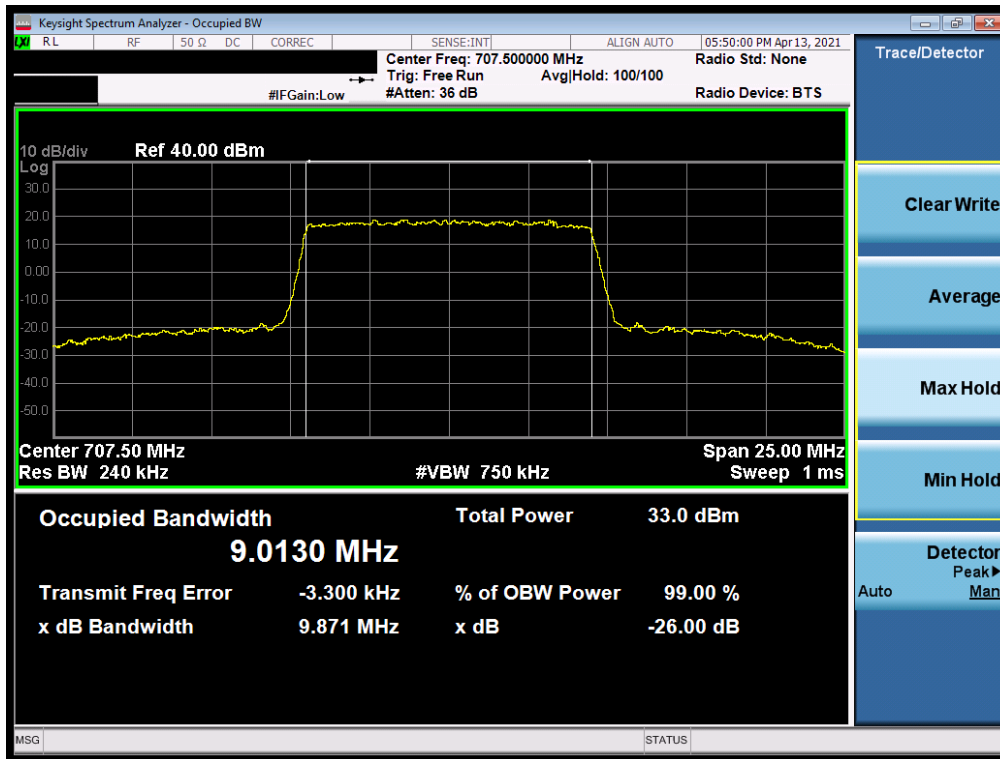 Keysight Spectrum Analyzer - Occupied BW
LXI RL RF 50 Ω DC CORREC SENSE:INT ALIGN AUTO 05:50:00 PM Apr 13, 2021
Center Freq: 707.500000 MHz Radio Std: None
Trig: Free Run Avg|Hold: 100/100
#IFGain:Low #Atten: 36 dB Radio Device: BTS
10 dB/div Ref 40.00 dBm
Log
30.0
20.0
10.0
0.00
-10.0
-20.0
-30.0
-40.0
-50.0
Center 707.50 MHz Span 25.00 MHz
Res BW 240 kHz #VBW 750 kHz Sweep 1 ms
Occupied Bandwidth Total Power 33.0 dBm
9.0130 MHz
Transmit Freq Error -3.300 kHz % of OBW Power 99.00 %
x dB Bandwidth 9.871 MHz x dB -26.00 dB
MSG STATUS
Trace/Detector
Clear Write
Average
Max Hold
Min Hold
Detector
Peak▶
Auto Man